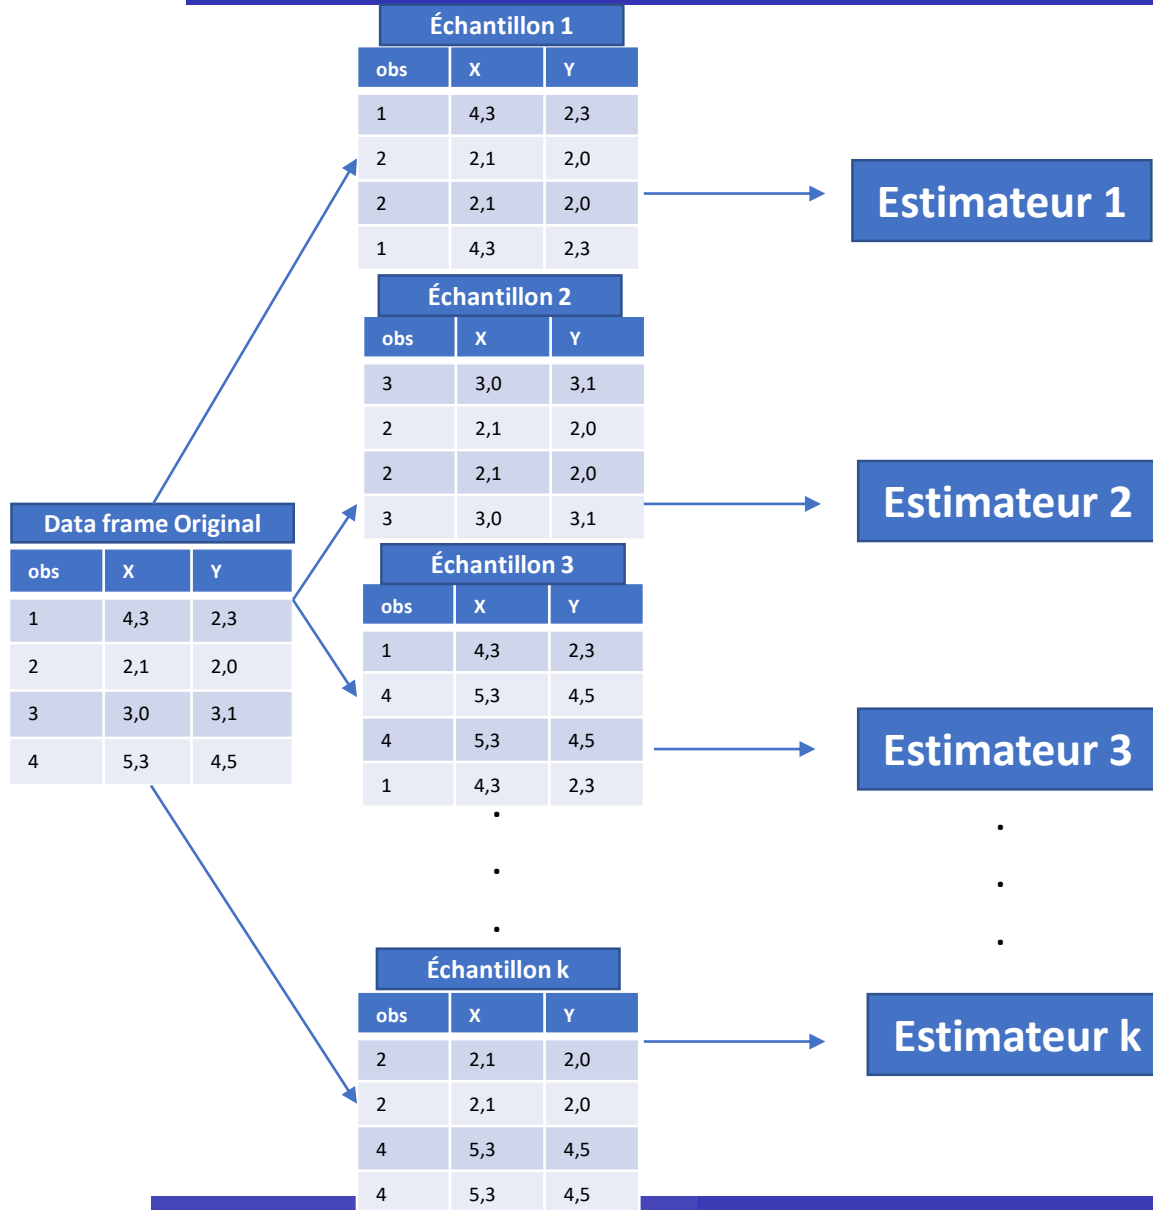 Échantillon 1
obs X Y
1 4,3 2,3
2 2,1 2,0
2 2,1 2,0
1 4,3 2,3
Estimateur 1
Échantillon 2
obs X Y
3 3,0 3,1
2 2,1 2,0
2 2,1 2,0
3 3,0 3,1
Estimateur 2
Data frame Original
obs X Y
1 4,3 2,3
2 2,1 2,0
3 3,0 3,1
4 5,3 4,5
Échantillon 3
obs X Y
1 4,3 2,3
4 5,3 4,5
4 5,3 4,5
1 4,3 2,3
Estimateur 3
.
.
.
.
.
.
Échantillon k
obs X Y
2 2,1 2,0
2 2,1 2,0
4 5,3 4,5
4 5,3 4,5
Estimateur k